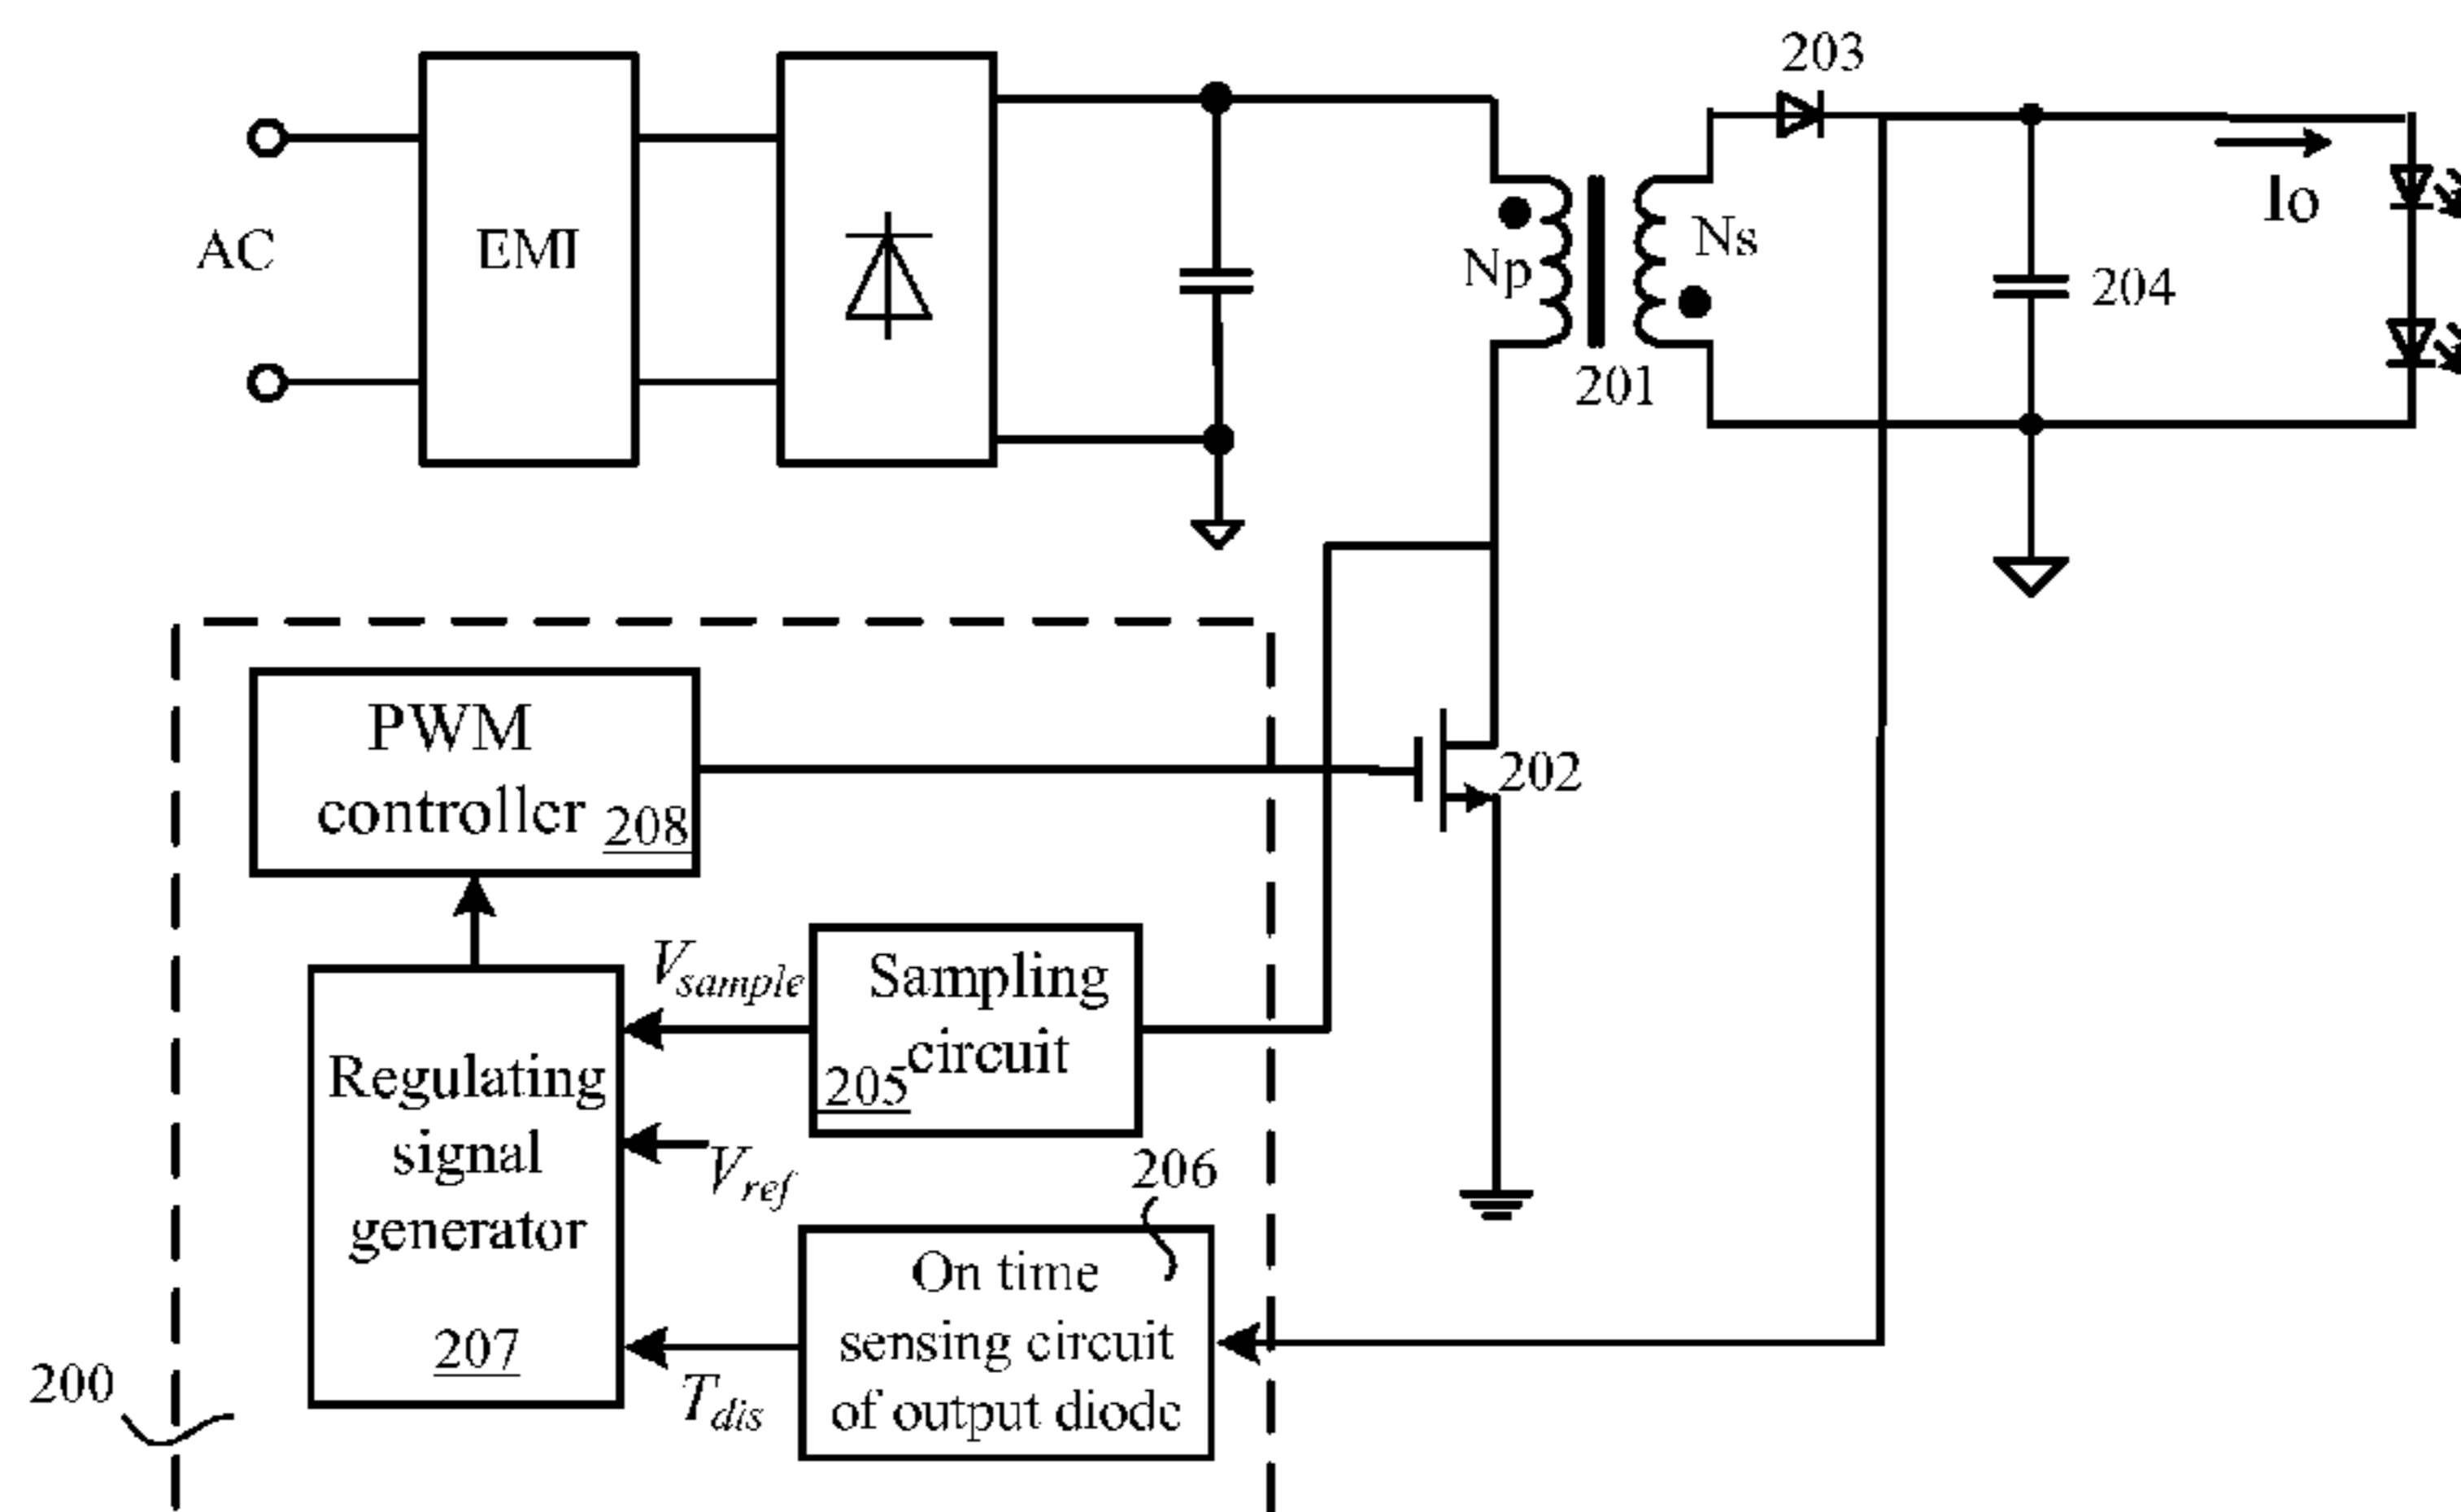 203
AC
EMI
Np
Ns
Io
204
201
PWM
controller
208
202
Vsample
Sampling
circuit
205
Regulating
signal
generator
207
Vref
206
On time
sensing circuit
of output diode
Tdis
200